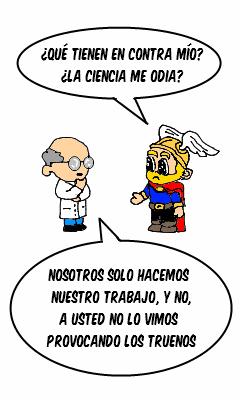 ¿QUÉ TIENEN EN CONTRA MÍO?
¿LA CIENCIA ME ODIA?
NOSOTROS SOLO HACEMOS
NUESTRO TRABAJO, Y NO,
A USTED NO LO VIMOS
PROVOCANDO LOS TRUENOS